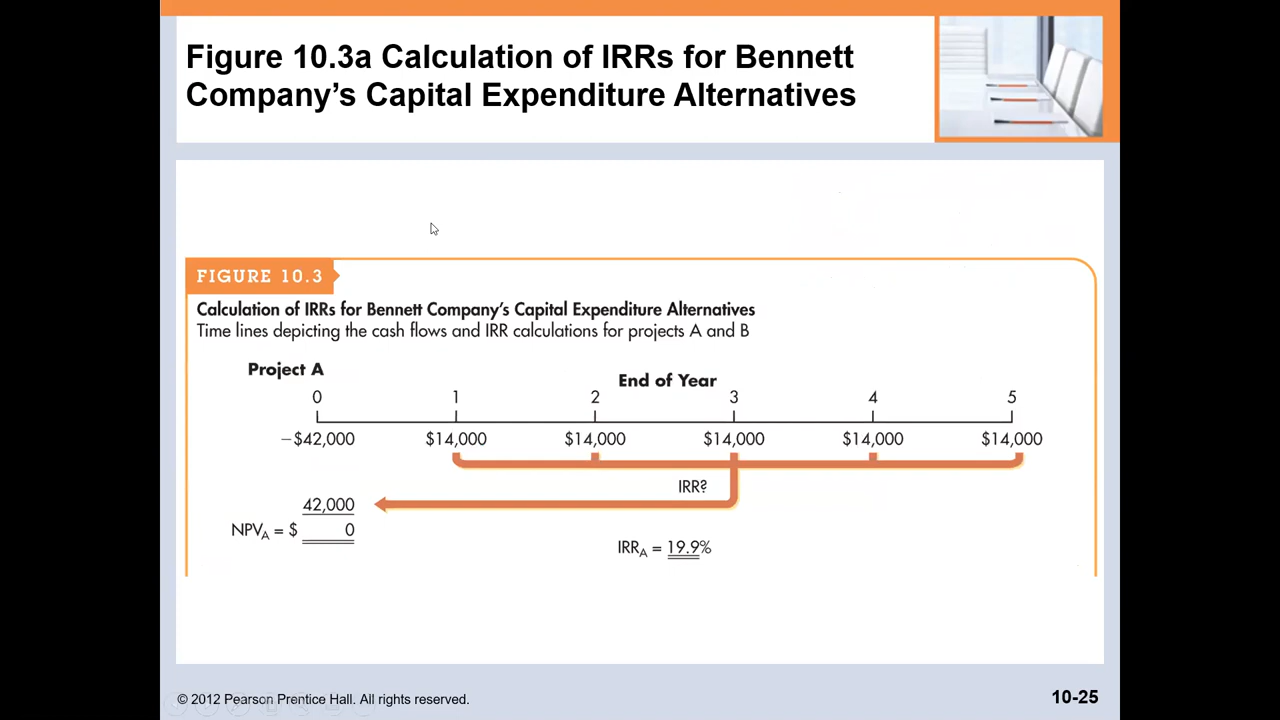 Figure 10.3a Calculation of IRRs for Bennett
Company’s Capital Expenditure Alternatives
FIGURE 10.3
Calculation of IRRs for Bennett Company’s Capital Expenditure Alternatives
Time lines depicting the cash flows and IRR calculations for projects A and B
Project A
End of Year
0 1 2 3 4 5
−$42,000 $14,000 $14,000 $14,000 $14,000 $14,000
IRR?
42,000
NPVA = $ 0
IRRA = 19.9%
© 2012 Pearson Prentice Hall. All rights reserved.
10-25